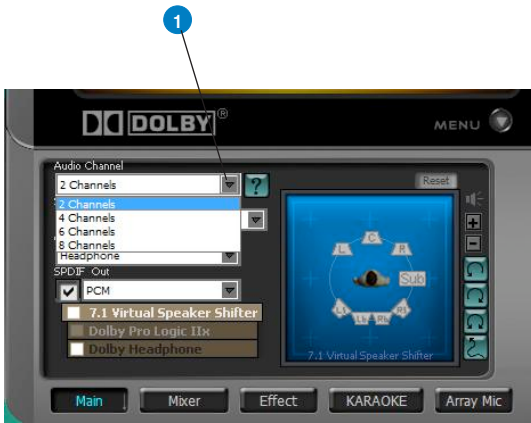 1
DOLBY®
MENU
Audio Channel
2 Channels
?
Reset
2 Channels
4 Channels
6 Channels
8 Channels
Headphone
SPDIF Out
PCM
7.1 Virtual Speaker Shifter
Dolby Pro Logic IIx
Dolby Headphone
L
C
R
Sub
Ls
Lb
Rb
Rs
7.1 Virtual Speaker Shifter
Main
Mixer
Effect
KARAOKE
Array Mic